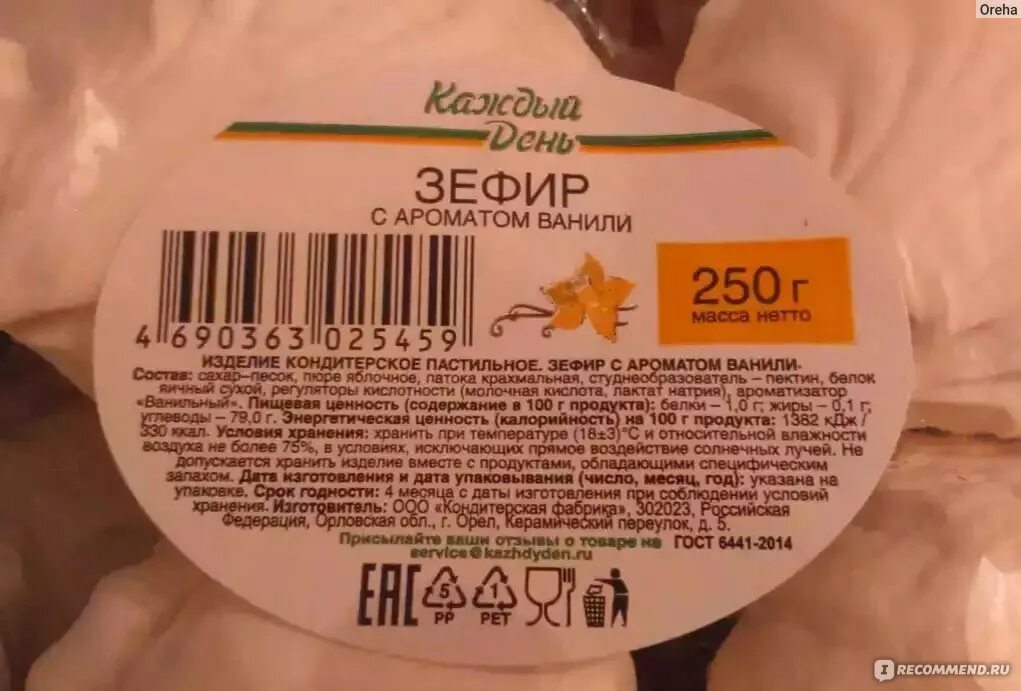 Oreha
Каждый
День
ЗЕФИР
С АРОМАТОМ ВАНИЛИ
250 г
масса нетто
4 690363 025459
ИЗДЕЛИЕ КОНДИТЕРСКОЕ ПАСТИЛЬНОЕ. ЗЕФИР С АРОМАТОМ ВАНИЛИ.
Состав: сахар-песок, пюре яблочное, патока крахмальная, студнеобразователь – пектин, белок
яичный сухой, регуляторы кислотности (молочная кислота, лактат натрия), ароматизатор
«Ванильный». Пищевая ценность (содержание в 100 г продукта): белки – 1,0 г; жиры – 0,1 г;
углеводы – 79,0 г. Энергетическая ценность (калорийность) на 100 г продукта: 1382 кДж /
330 ккал. Условия хранения: хранить при температуре (18±3)°С и относительной влажности
воздуха не более 75%, в условиях, исключающих прямое воздействие солнечных лучей. Не
допускается хранить изделие вместе с продуктами, обладающими специфическим
запахом. Дата изготовления и дата упаковывания (число, месяц, год): указана на
упаковке. Срок годности: 4 месяца с даты изготовления при соблюдении условий
хранения. Изготовитель: ООО «Кондитерская фабрика», 302023, Российская
Федерация, Орловская обл., г. Орел, Керамический переулок, д. 5.
Присылайте ваши отзывы о товаре на ГОСТ 6441-2014
service@kazhdyden.ru
EAC 5 1
PP PET
I RECOMMEND.RU